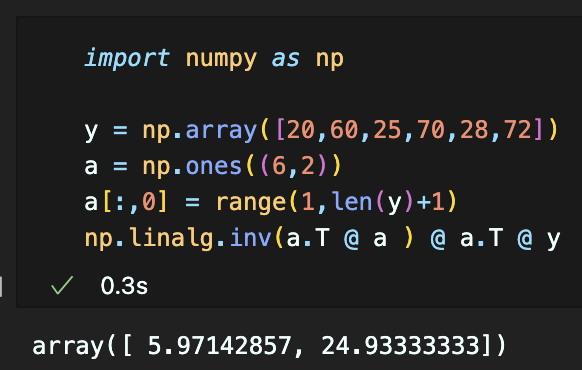 import numpy as np
y = np.array([20,60,25,70,28,72])
a = np.ones((6,2))
a[:,0] = range(1,len(y)+1)
np.linalg.inv(a.T @ a ) @ a.T @ y
✓ 0.3s
array([ 5.97142857, 24.93333333])